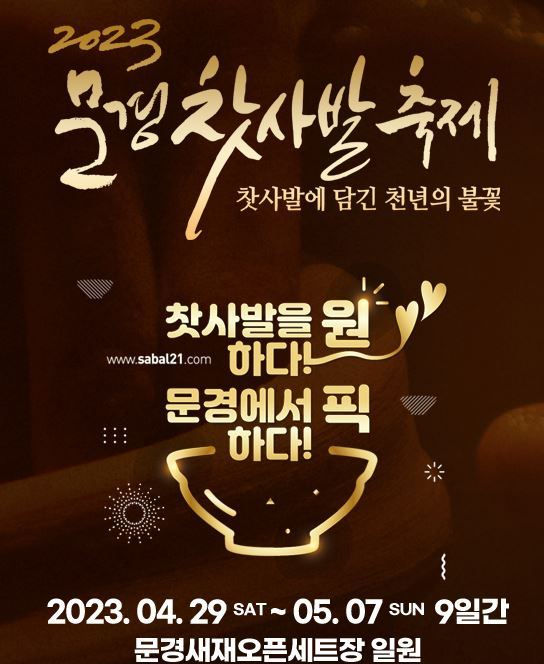 2023
문경 찻사발 축제
찻사발에 담긴 천년의 불꽃
찻사발을 원
하다!
www.sabal21.com
문경에서 픽
하다!
2023. 04. 29 SAT ~ 05. 07 SUN 9일간
문경새재오픈세트장 일원